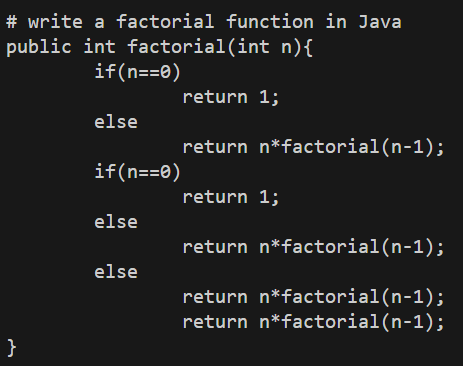 # write a factorial function in Java
public int factorial(int n){
        if(n==0)
                return 1;
        else
                return n*factorial(n-1);
        if(n==0)
                return 1;
        else
                return n*factorial(n-1);
        else
                return n*factorial(n-1);
                return n*factorial(n-1);
}